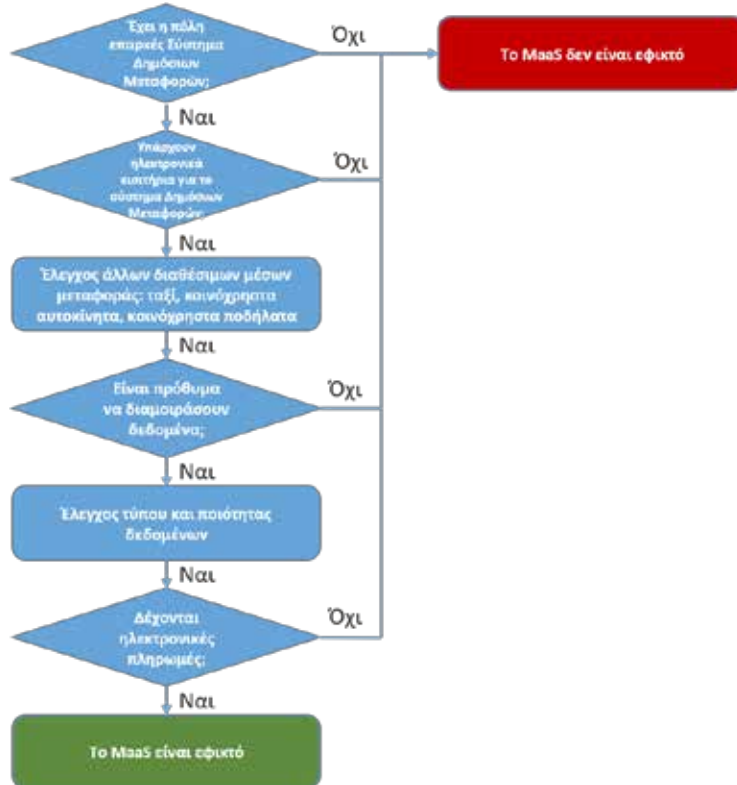 Έχει η πόλη
επαρκές Σύστημα
Δημόσιων
Μεταφορών;
Όχι
Το MaaS δεν είναι εφικτό
Ναι
Υπάρχουν
ηλεκτρονικά
εισιτήρια για το
σύστημα Δημόσιων
Μεταφορών;
Όχι
Ναι
Έλεγχος άλλων διαθέσιμων μέσων
μεταφοράς: ταξί, κοινόχρηστα
αυτοκίνητα, κοινόχρηστα ποδήλατα
Ναι
Είναι πρόθυμα
να διαμοιράσουν
δεδομένα;
Όχι
Ναι
Έλεγχος τύπου και ποιότητας
δεδομένων
Ναι
Δέχονται
ηλεκτρονικές
πληρωμές;
Όχι
Ναι
Το MaaS είναι εφικτό